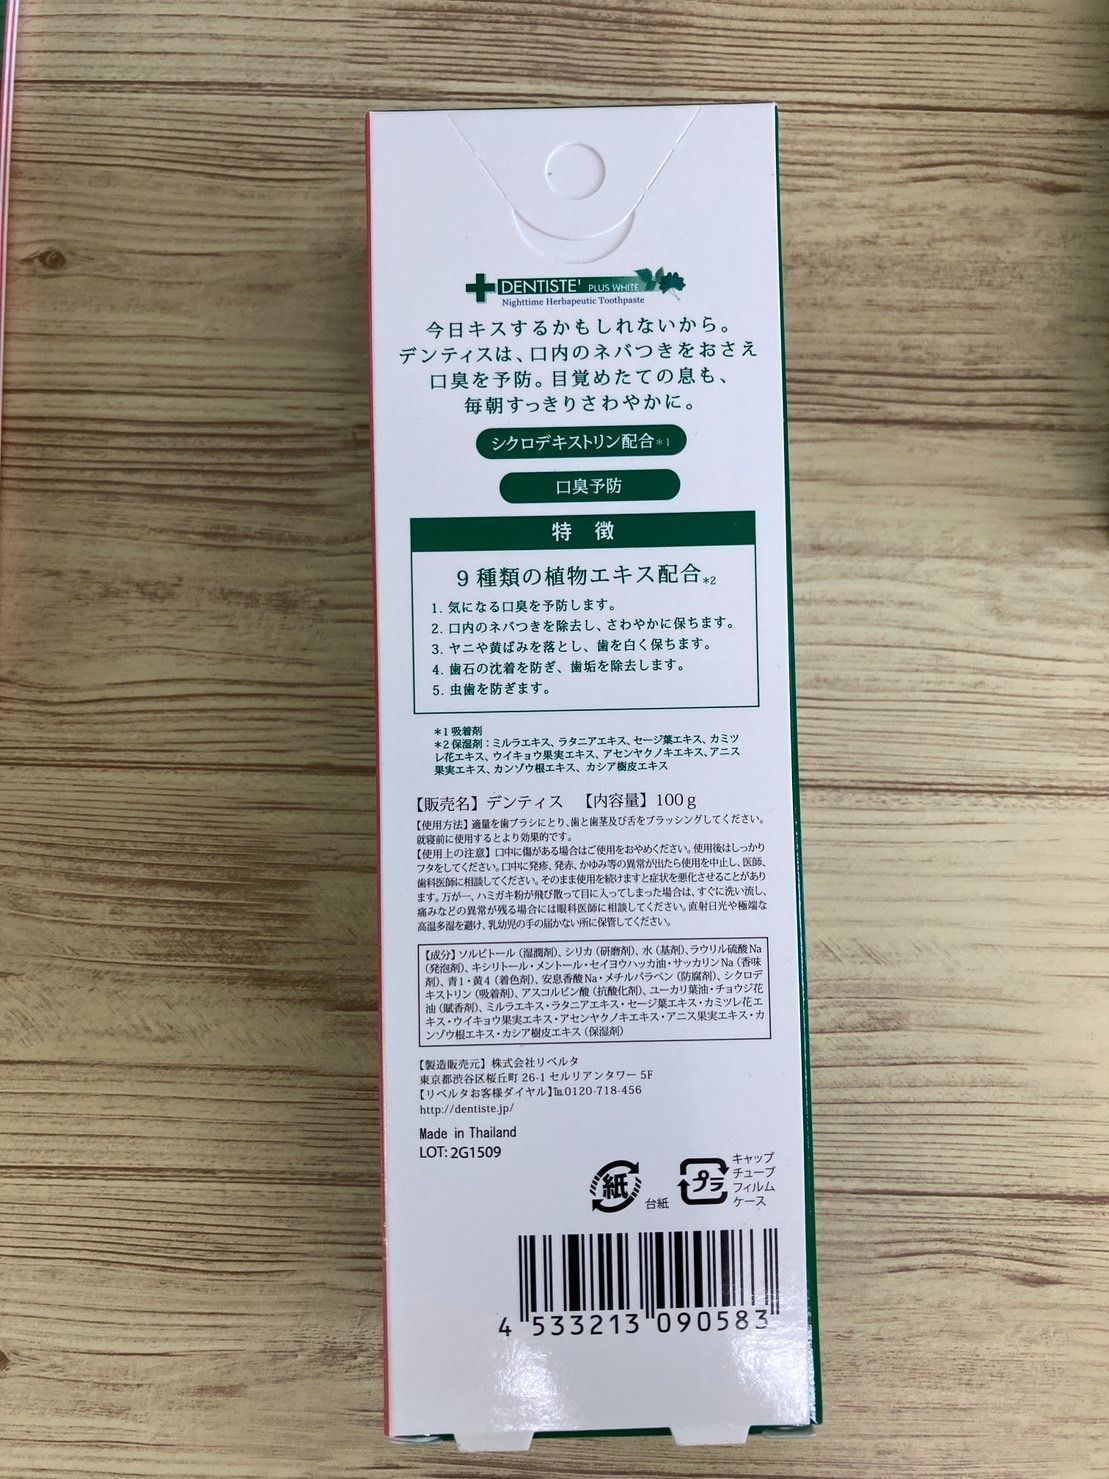 DENTISTE' PLUS WHITE
Nighttime Herbapeutic Toothpaste
今日キスするかもしれないから。
デンティスは、口内のネバつきをおさえ
口臭を予防。目覚めたての息も、
毎朝すっきりさわやかに。
シクロデキストリン配合*1
口臭予防
特 徴
9種類の植物エキス配合*2
1. 気になる口臭を予防します。
2. 口内のネバつきを除去し、さわやかに保ちます。
3. ヤニや黄ばみを落とし、歯を白く保ちます。
4. 歯石の沈着を防ぎ、歯垢を除去します。
5. 虫歯を防ぎます。
*1 吸着剤
*2 保湿剤：ミルラエキス、ラタニアエキス、セージ葉エキス、カミツ
レ花エキス、ウイキョウ果実エキス、アセンヤクノキエキス、アニス
果実エキス、カンゾウ根エキス、カシア樹皮エキス
【販売名】デンティス 【内容量】100g
【使用方法】適量を歯ブラシにとり、歯と歯茎及び舌をブラッシングしてください。
就寝前に使用するとより効果的です。
【使用上の注意】口中に傷がある場合はご使用をおやめください。使用後はしっかり
フタをしてください。口中に発疹、発赤、かゆみ等の異常が出たら使用を中止し、医師、
歯科医師に相談してください。そのまま使用を続けますと症状を悪化させることがあり
ます。万が一、ハミガキ粉が飛び散って目に入ってしまった場合は、すぐに洗い流し、
痛みなどの異常が残る場合には眼科医師に相談してください。直射日光や極端な
高温多湿を避け、乳幼児の手の届かない所に保管してください。
【成分】ソルビトール（湿潤剤）、シリカ（研磨剤）、水（基剤）、ラウリル硫酸Na
（発泡剤）、キシリトール・メントール・セイヨウハッカ油・サッカリンNa（香味
剤）、青1・黄4（着色剤）、安息香酸Na・メチルパラベン（防腐剤）、シクロデ
キストリン（吸着剤）、アスコルビン酸（抗酸化剤）、ユーカリ葉油・チョウジ花
油（賦香剤）、ミルラエキス・ラタニアエキス・セージ葉エキス・カミツレ花エ
キス・ウイキョウ果実エキス・アセンヤクノキエキス・アニス果実エキス・カ
ンゾウ根エキス・カシア樹皮エキス（保湿剤）
【製造販売元】株式会社リベルタ
東京都渋谷区桜丘町26-1 セルリアンタワー5F
【リベルタお客様ダイヤル】℡0120-718-456
http://dentiste.jp/
Made in Thailand
LOT: 2G1509
紙
台紙
プラ
キャップ
チューブ
フィルム
ケース
4 533213 090583